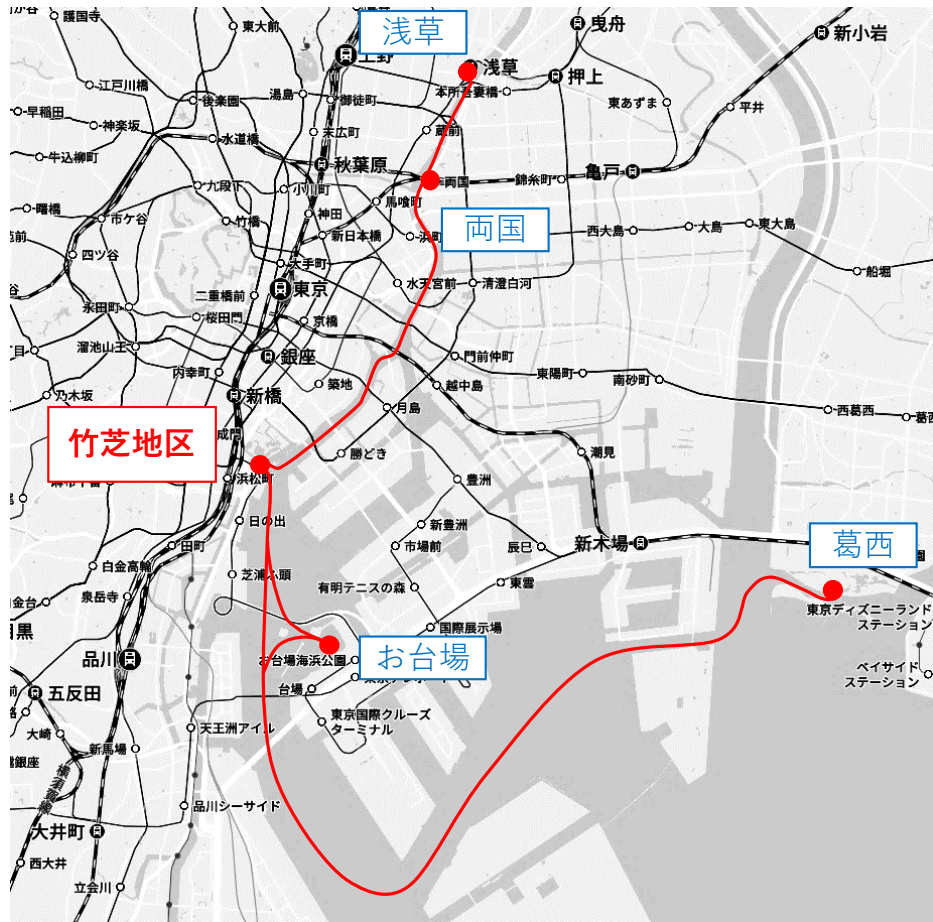 護国寺
東大前
浅草
上野
曳舟
新小岩
浅草
押上
江戸川橋
後楽園
湯島
御徒町
本所吾妻橋
東あずま
平井
早稲田
神楽坂
水道橋
末広町
蔵前
牛込柳町
秋葉原
両国
錦糸町
亀戸
九段下
小川町
馬喰町
曙橋
市ケ谷
竹橋
神田
新日本橋
浜町
両国
西大島
大島
東大島
四ツ谷
大手町
水天宮前
清澄白河
船堀
二重橋前
東京
永田町
桜田門
京橋
溜池山王
銀座
門前仲町
内幸町
築地
越中島
東陽町
南砂町
乃木坂
新橋
月島
西葛西
葛西
竹芝地区
成門
勝どき
潮見
浜松町
豊洲
日の出
新豊洲
田町
市場前
辰巳
新木場
葛西
園
白金高輪
芝浦ふ頭
有明テニスの森
東雲
白金台
泉岳寺
東京ディズニーランド
ステーション
目黒
国際展示場
品川
お台場海浜公園
お台場
ベイサイド
ステーション
五反田
台場
東京国際クルーズ
ターミナル
大崎
天王洲アイル
新馬場
横須賀線
品川シーサイド
大井町
西大井
立会川